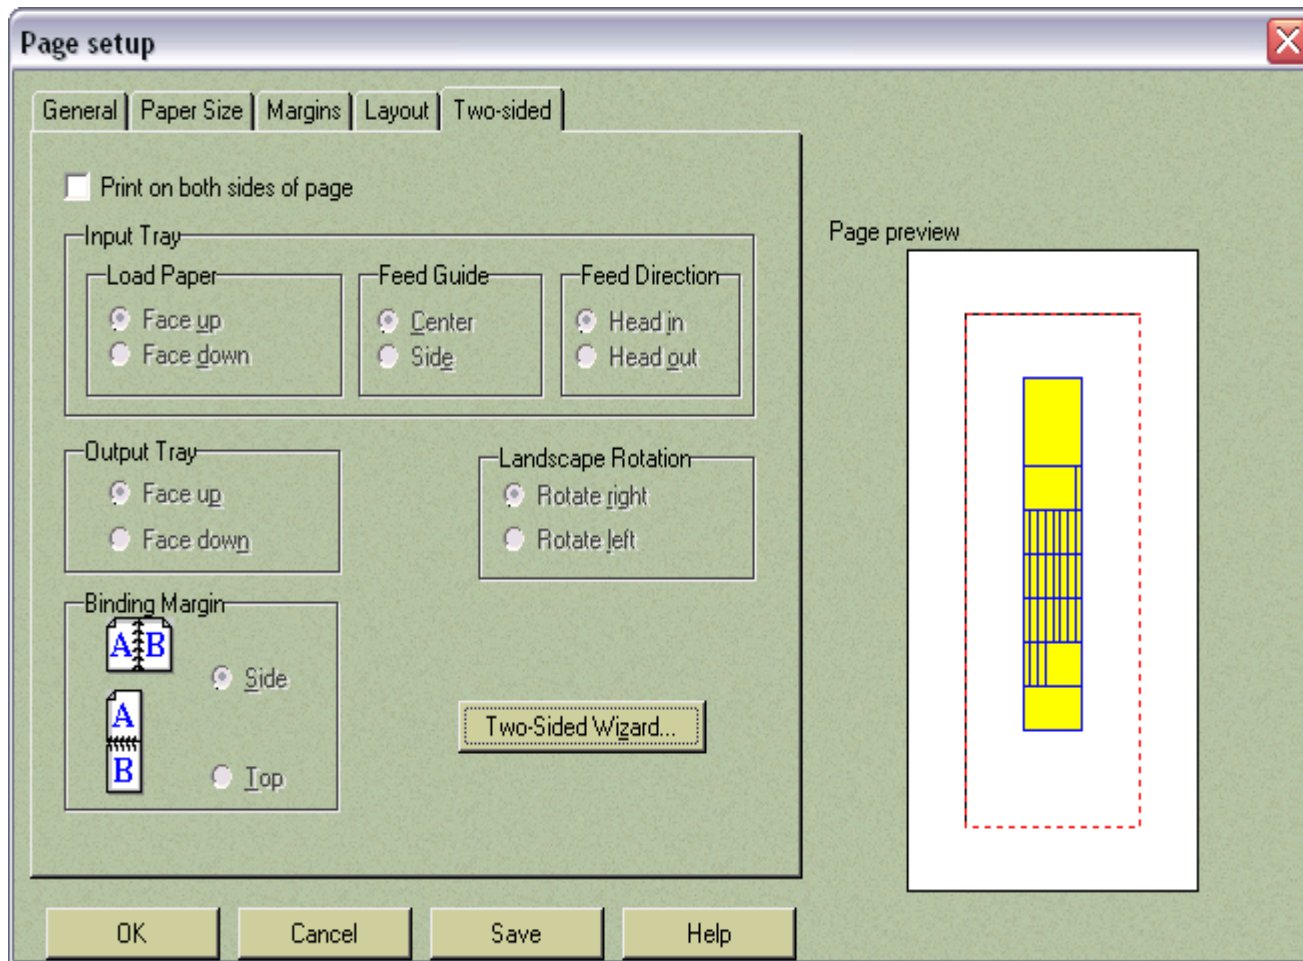 Page setup
General
Paper Size
Margins
Layout
Two-sided
Print on both sides of page
Input Tray
Load Paper
Face up
Face down
Feed Guide
Center
Side
Feed Direction
Head in
Head out
Output Tray
Face up
Face down
Landscape Rotation
Rotate right
Rotate left
Binding Margin
A B
Side
A
B
Top
Two-Sided Wizard...
Page preview
OK
Cancel
Save
Help